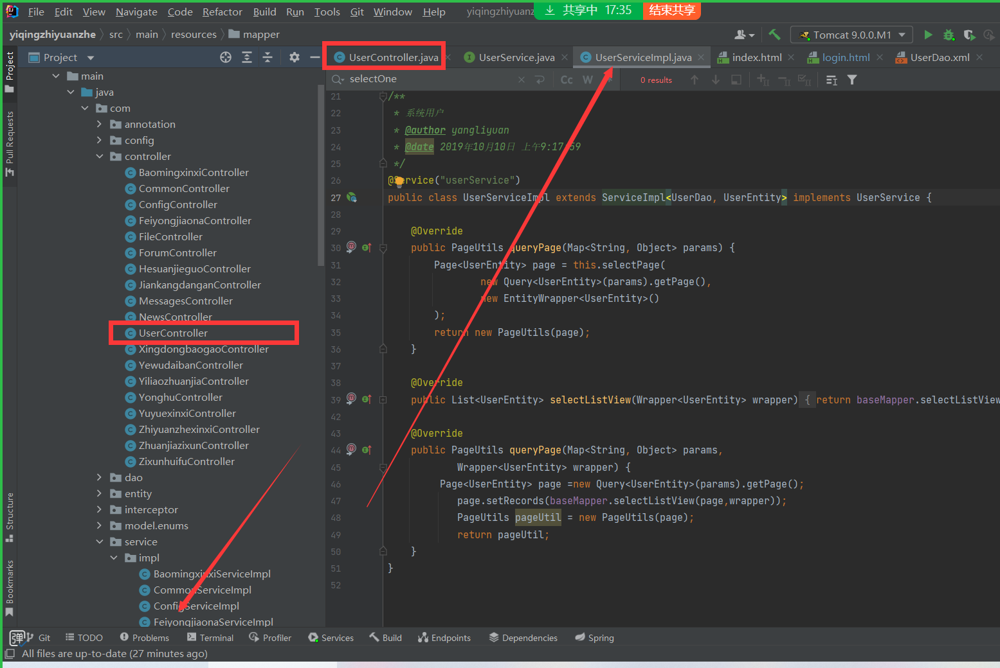 File Edit View Navigate Code Refactor Build Run Tools Git Window Help yiqingzhiyuanz
共享中 17:35 结束共享
yiqingzhiyuanzhe src main resources mapper
Tomcat 9.0.0.M1
Project
UserController.java UserService.java UserServiceImpl.java index.html login.html UserDao.xml
selectOne
Cc W
0 results
Project
Pull Requests
Structure
Bookmarks
main
java
com
annotation
config
controller
BaomingxinxiController
CommonController
ConfigController
FeiyongjiaonaController
FileController
ForumController
HesuanjieguoController
JiankangdanganController
MessagesController
NewsController
UserController
XingdongbaogaoController
YewudaibanController
YiliaozhuanjiaController
YonghuController
YuyuexinxiController
ZhiyuanzhexinxiController
ZhuanjiazixunController
ZixunhuifuController
dao
entity
interceptor
model.enums
service
impl
BaomingxinxiServiceImpl
CommonServiceImpl
ConfigServiceImpl
FeiyongjiaonaServiceImpl
21 /**
22 * 系统用户
23 * @author yangliyuan
24 * @date 2019年10月10日 上午9:17:59
25 */
26 @Service("userService")
27 public class UserServiceImpl extends ServiceImpl<UserDao, UserEntity> implements UserService {
28
29 @Override
30 public PageUtils queryPage(Map<String, Object> params) {
31 Page<UserEntity> page = this.selectPage(
32 new Query<UserEntity>(params).getPage(),
33 new EntityWrapper<UserEntity>()
34 );
35 return new PageUtils(page);
36 }
37
38 @Override
39 public List<UserEntity> selectListView(Wrapper<UserEntity> wrapper) { return baseMapper.selectListView
42
43 @Override
44 public PageUtils queryPage(Map<String, Object> params,
45 Wrapper<UserEntity> wrapper) {
46 Page<UserEntity> page =new Query<UserEntity>(params).getPage();
47 page.setRecords(baseMapper.selectListView(page,wrapper));
48 PageUtils pageUtil = new PageUtils(page);
49 return pageUtil;
50 }
51 }
52
弹 Git TODO Problems Terminal Profiler Services Build Endpoints Dependencies Spring
All files are up-to-date (27 minutes ago)